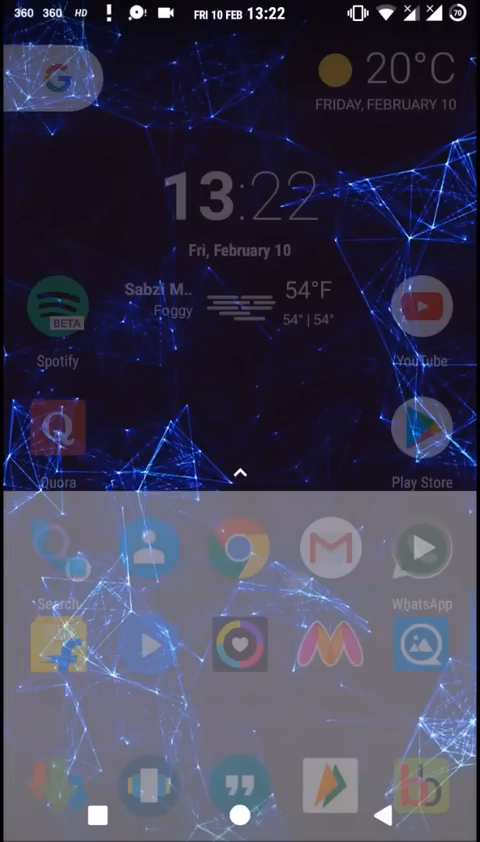 360 360 HD FRI 10 FEB 13:22 70
G
20°C
FRIDAY, FEBRUARY 10
13:22
Fri, February 10
Sabzi M.. 54°F
Foggy 54° | 54°
BETA
Spotify YouTube
Q
Quora Play Store
Search WhatsApp
bb